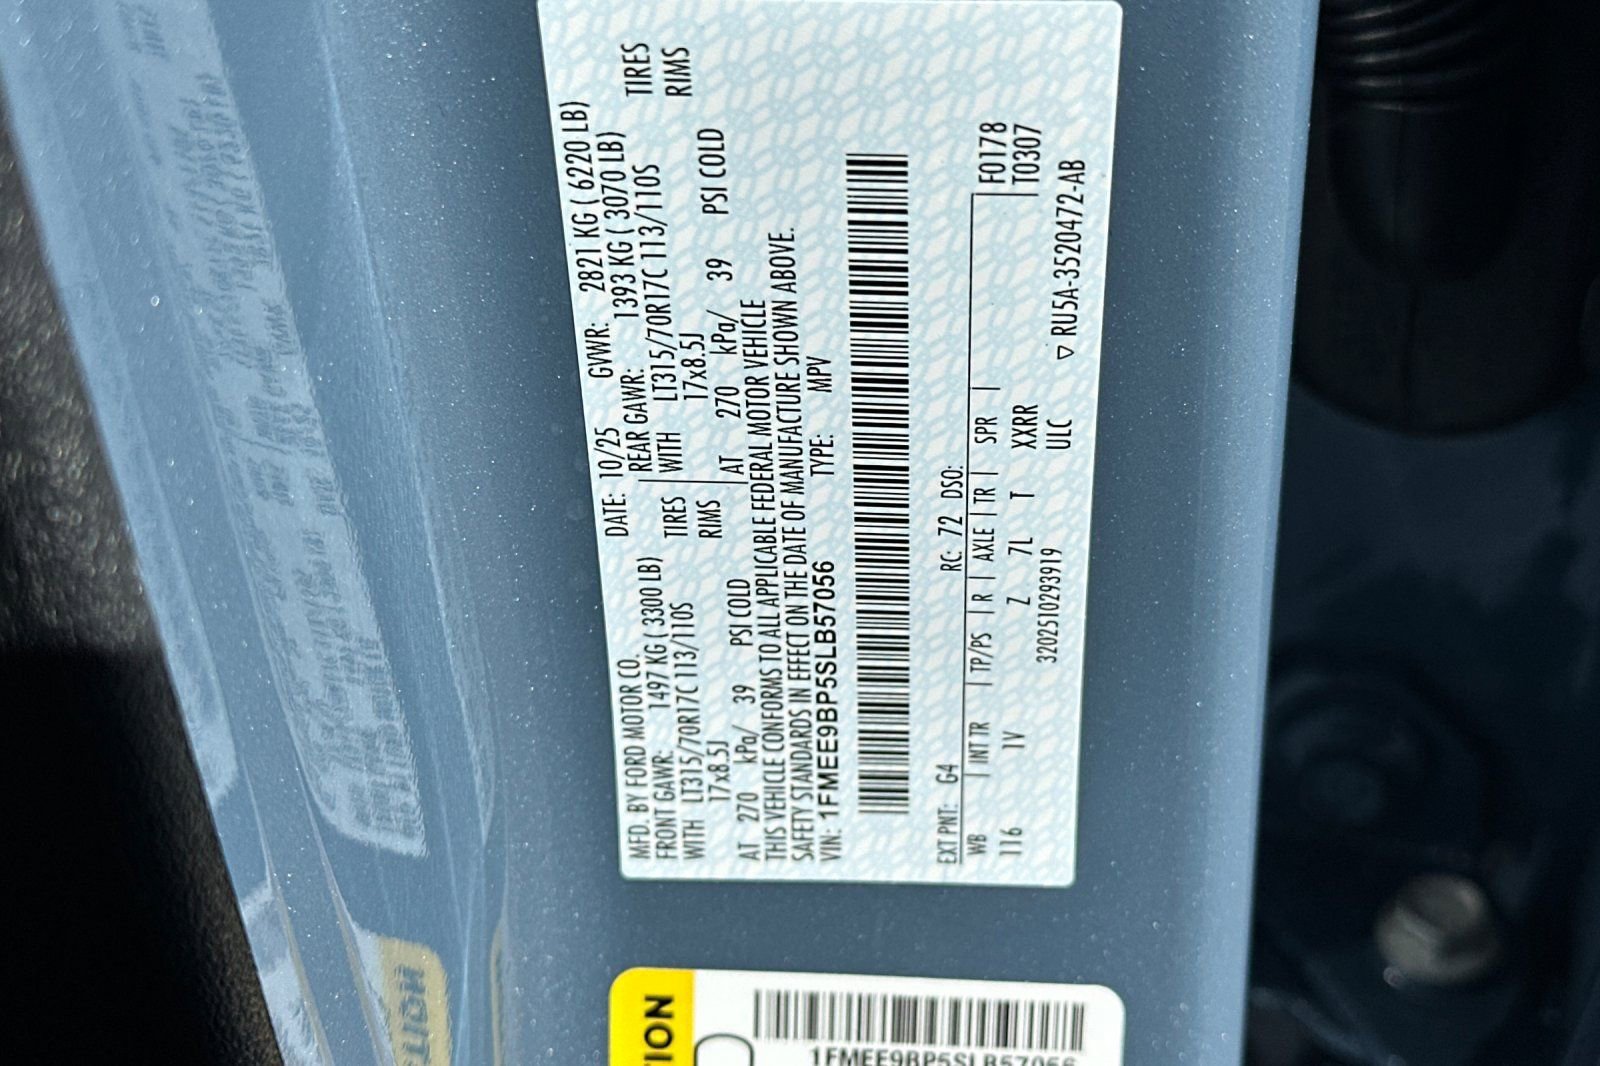 MFD. BY FORD MOTOR CO. DATE: 10/25 GVWR: 2821 KG ( 6220 LB)
FRONT GAWR: 1497 KG ( 3300 LB) REAR GAWR: 1393 KG ( 3070 LB)
WITH LT315/70R17C 113/110S TIRES WITH LT315/70R17C 113/110S TIRES
17x8.5J RIMS 17x8.5J RIMS
AT 270 kPa/ 39 PSI COLD AT 270 kPa/ 39 PSI COLD
THIS VEHICLE CONFORMS TO ALL APPLICABLE FEDERAL MOTOR VEHICLE
SAFETY STANDARDS IN EFFECT ON THE DATE OF MANUFACTURE SHOWN ABOVE.
VIN: 1FMEE9BP5SLB57056 TYPE: MPV
EXT PNT: G4 RC: 72 DSO:
WB INT TR TP/PS R AXLE TR SPR F0178
116 1V Z 7L T XXRR T0307
3202510293919 ULC
▽ RU5A-3520472-AB
TION
1FMEE9BP5SLB57056